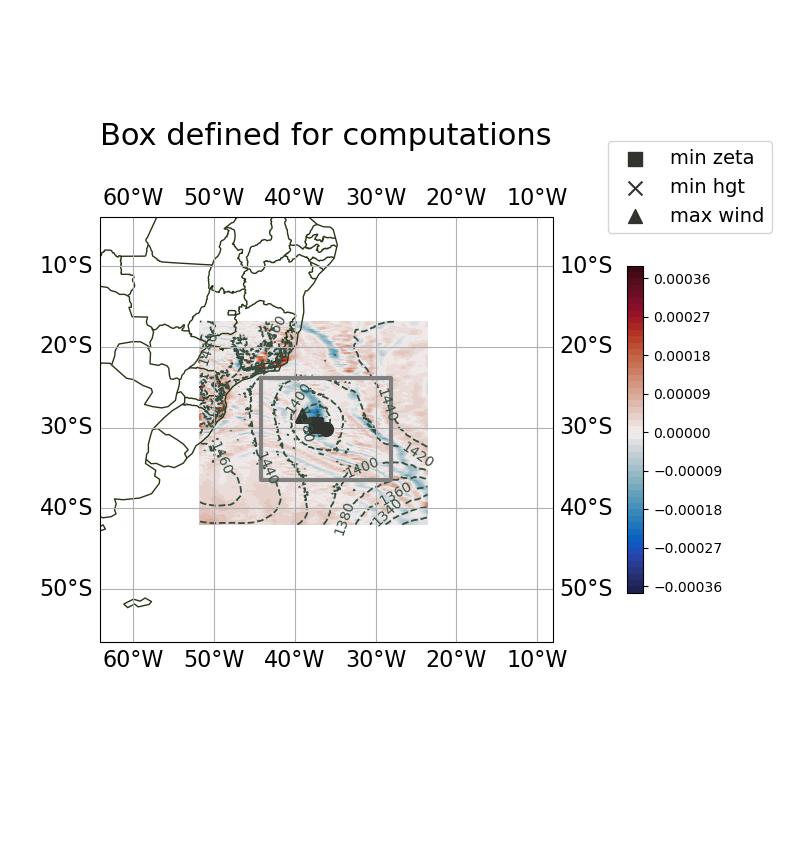 Box defined for computations
min zeta
min hgt
max wind
60°W 50°W 40°W 30°W 20°W 10°W
10°S 10°S
20°S 20°S
30°S 30°S
40°S 40°S
50°S 50°S
60°W 50°W 40°W 30°W 20°W 10°W
1400
1440
1460
1440
1400
1420
1360
1380
1340
0.00036
0.00027
0.00018
0.00009
0.00000
−0.00009
−0.00018
−0.00027
−0.00036